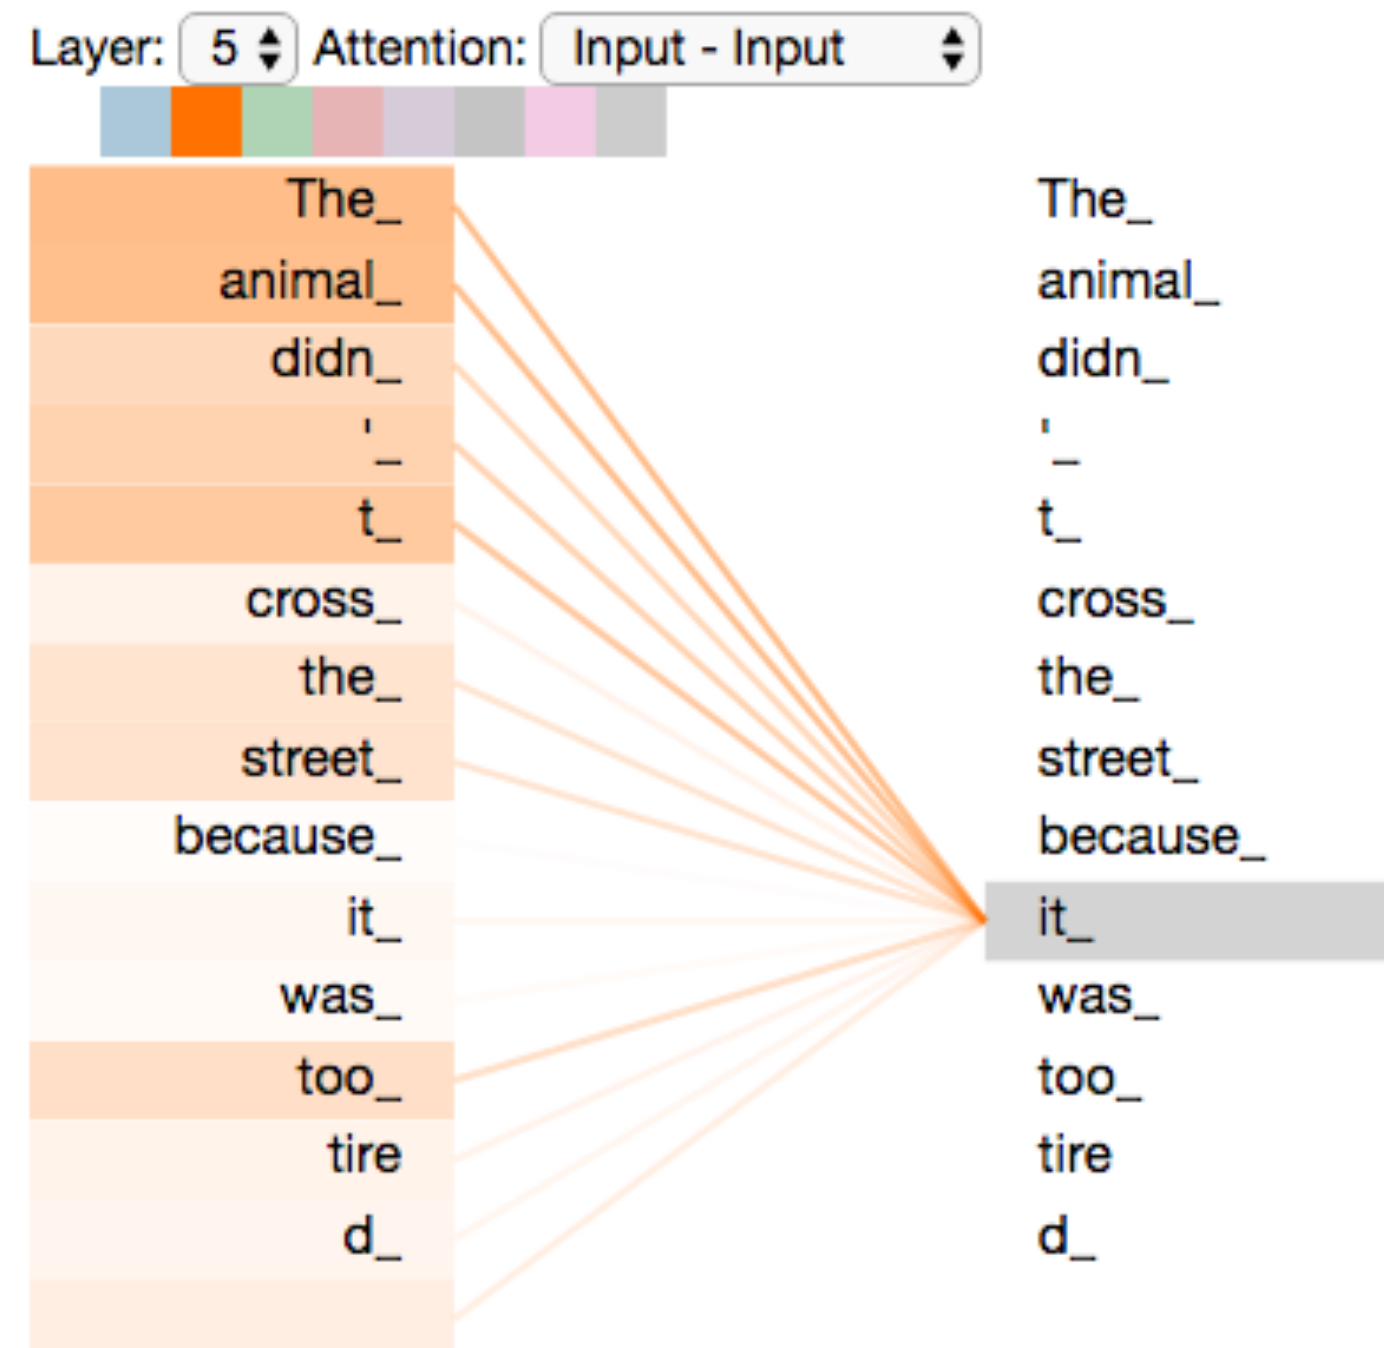 Layer: 5 Attention: Input - Input
The_ The_
animal_ animal_
didn_ didn_
'_ '_
t_ t_
cross_ cross_
the_ the_
street_ street_
because_ because_
it_ it_
was_ was_
too_ too_
tire tire
d_ d_